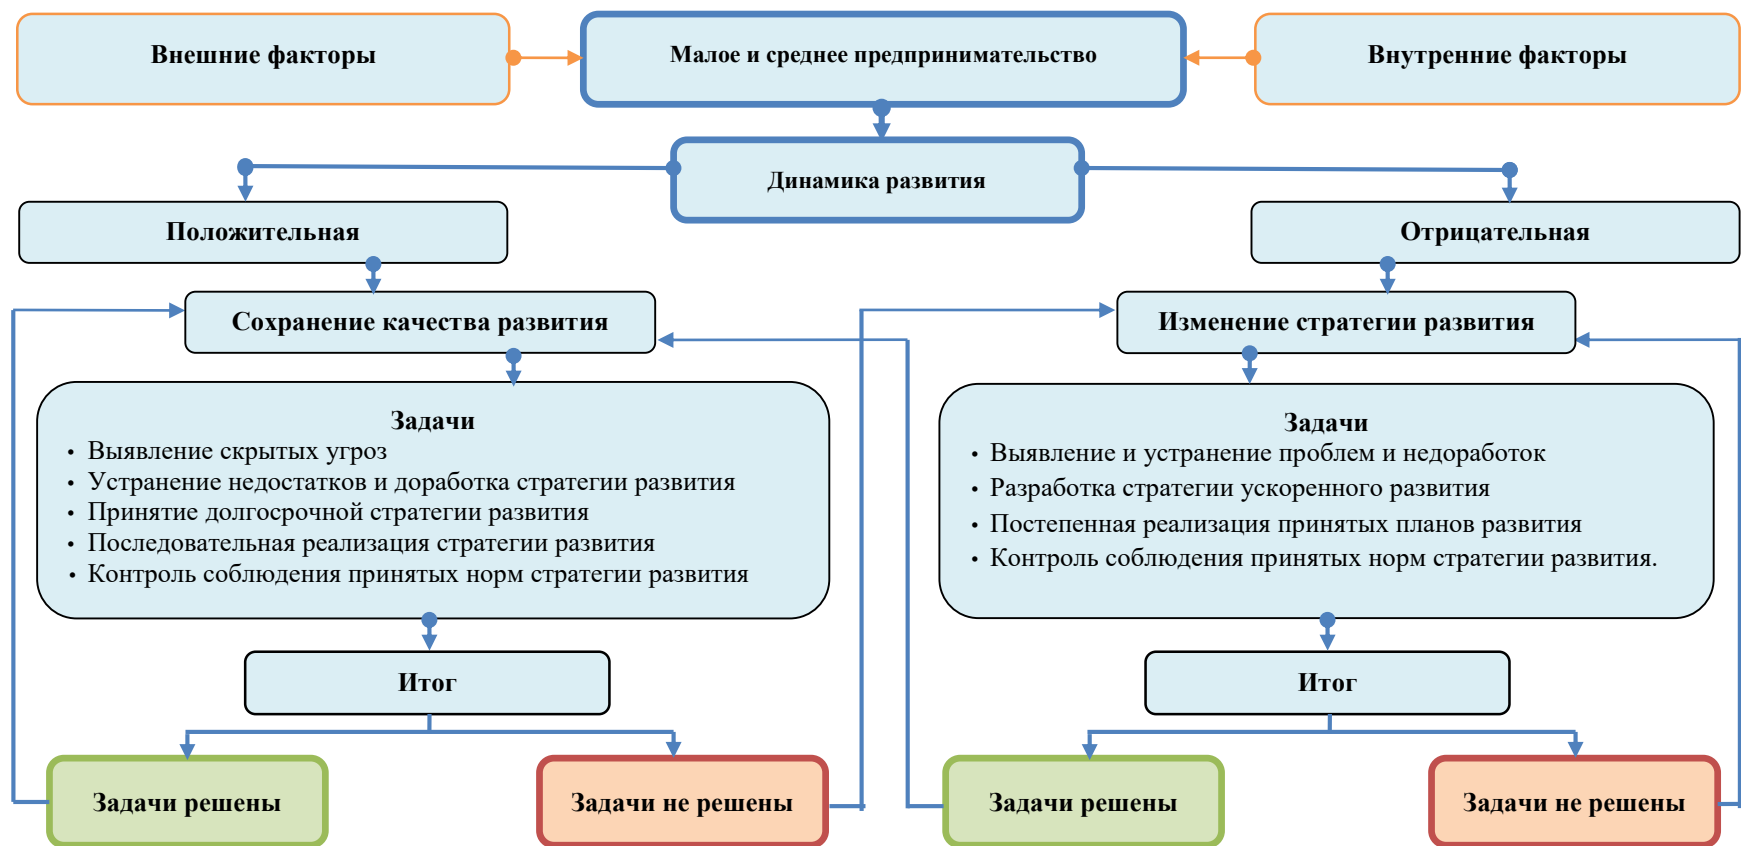 Внешние факторы
Малое и среднее предпринимательство
Внутренние факторы
Динамика развития
Положительная
Отрицательная
Сохранение качества развития
Изменение стратегии развития
Задачи
• Выявление скрытых угроз
• Устранение недостатков и доработка стратегии развития
• Принятие долгосрочной стратегии развития
• Последовательная реализация стратегии развития
• Контроль соблюдения принятых норм стратегии развития
Задачи
• Выявление и устранение проблем и недоработок
• Разработка стратегии ускоренного развития
• Постепенная реализация принятых планов развития
• Контроль соблюдения принятых норм стратегии развития.
Итог
Итог
Задачи решены
Задачи не решены
Задачи решены
Задачи не решены